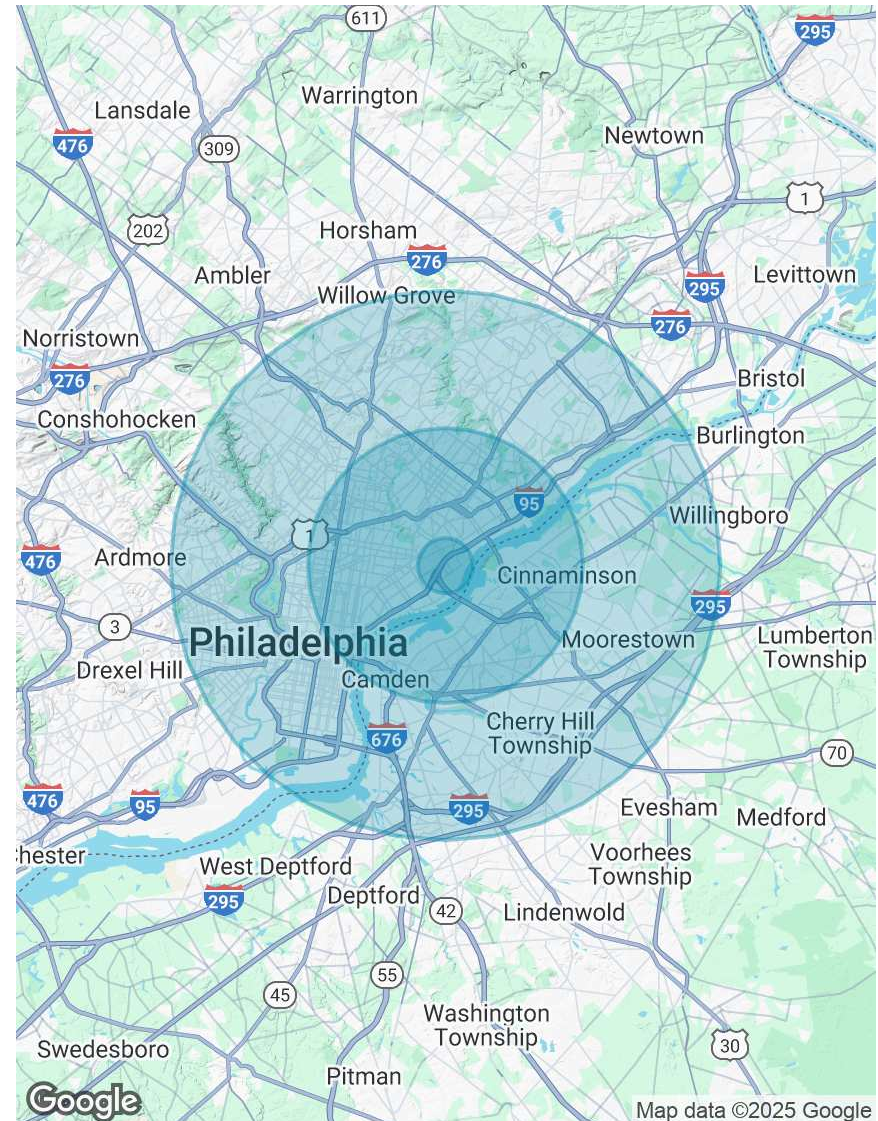 611
295
Lansdale
Warrington
Newtown
476
309
1
202
Horsham
276
Ambler
Levittown
295
Willow Grove
276
Norristown
276
Bristol
Conshohocken
Burlington
95
Willingboro
1
476
Ardmore
Cinnaminson
295
3
Philadelphia
Moorestown
Lumberton
Township
Drexel Hill
Camden
Cherry Hill
Township
676
70
476
95
295
Evesham
Medford
Chester
West Deptford
Voorhees
Township
295
Deptford
42
Lindenwold
55
45
Washington
Township
30
Swedesboro
Pitman
Google
Map data ©2025 Google